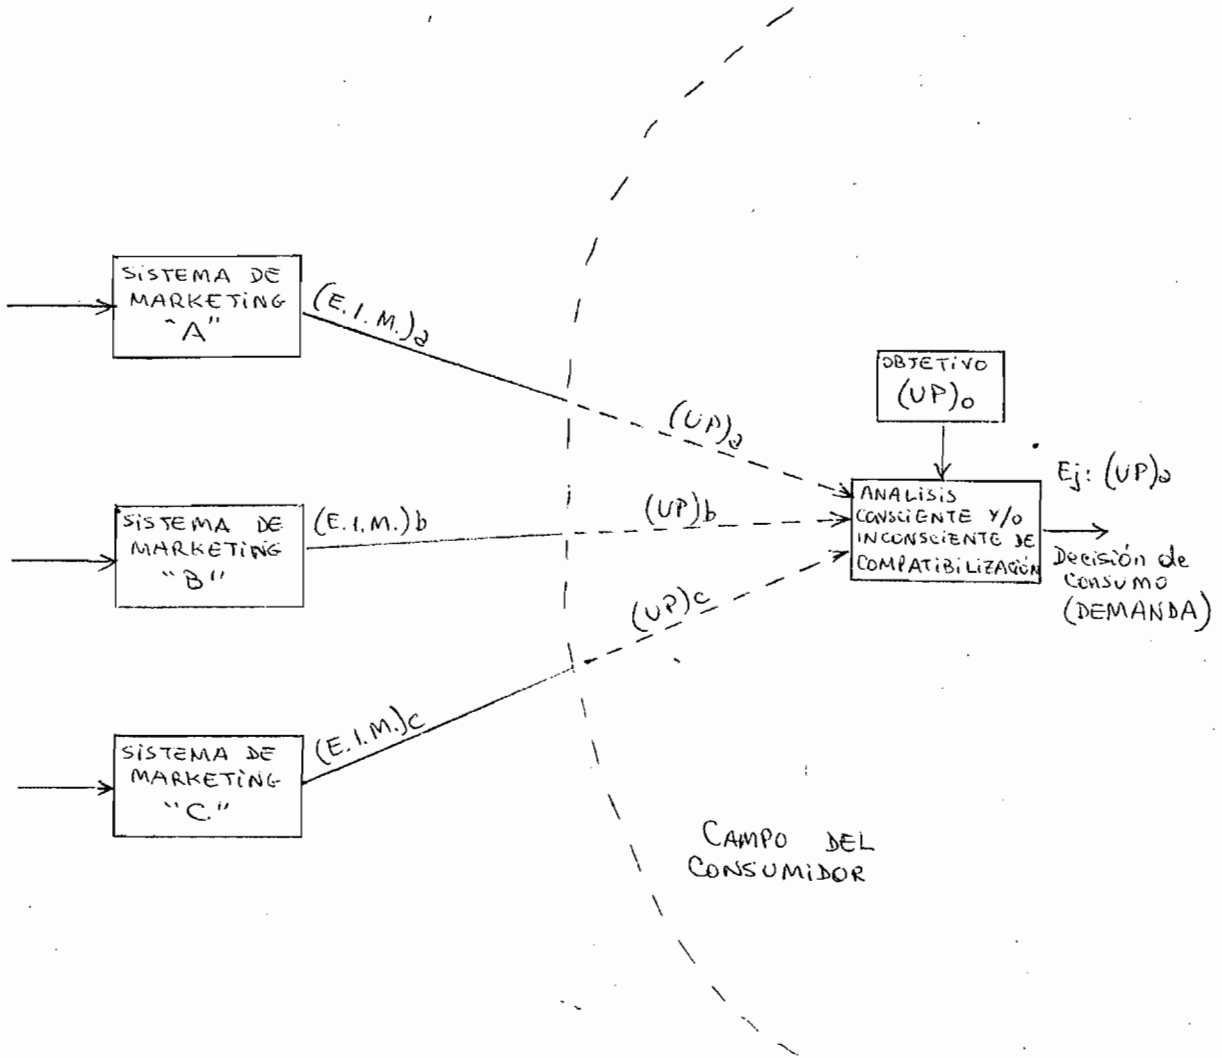 SISTEMA DE
MARKETING
"A"
(E.I.M.)a
OBJETIVO
(UP)o
(UP)a
Ej: (UP)a
SISTEMA DE
MARKETING
"B"
(E.I.M.)b
(UP)b
ANALISIS
CONSCIENTE Y/O
INCONSCIENTE DE
COMPATIBILIZACIÓN
Decisión de
CONSUMO
(DEMANDA)
(UP)c
SISTEMA DE
MARKETING
"C"
(E.I.M.)c
CAMPO DEL
CONSUMIDOR